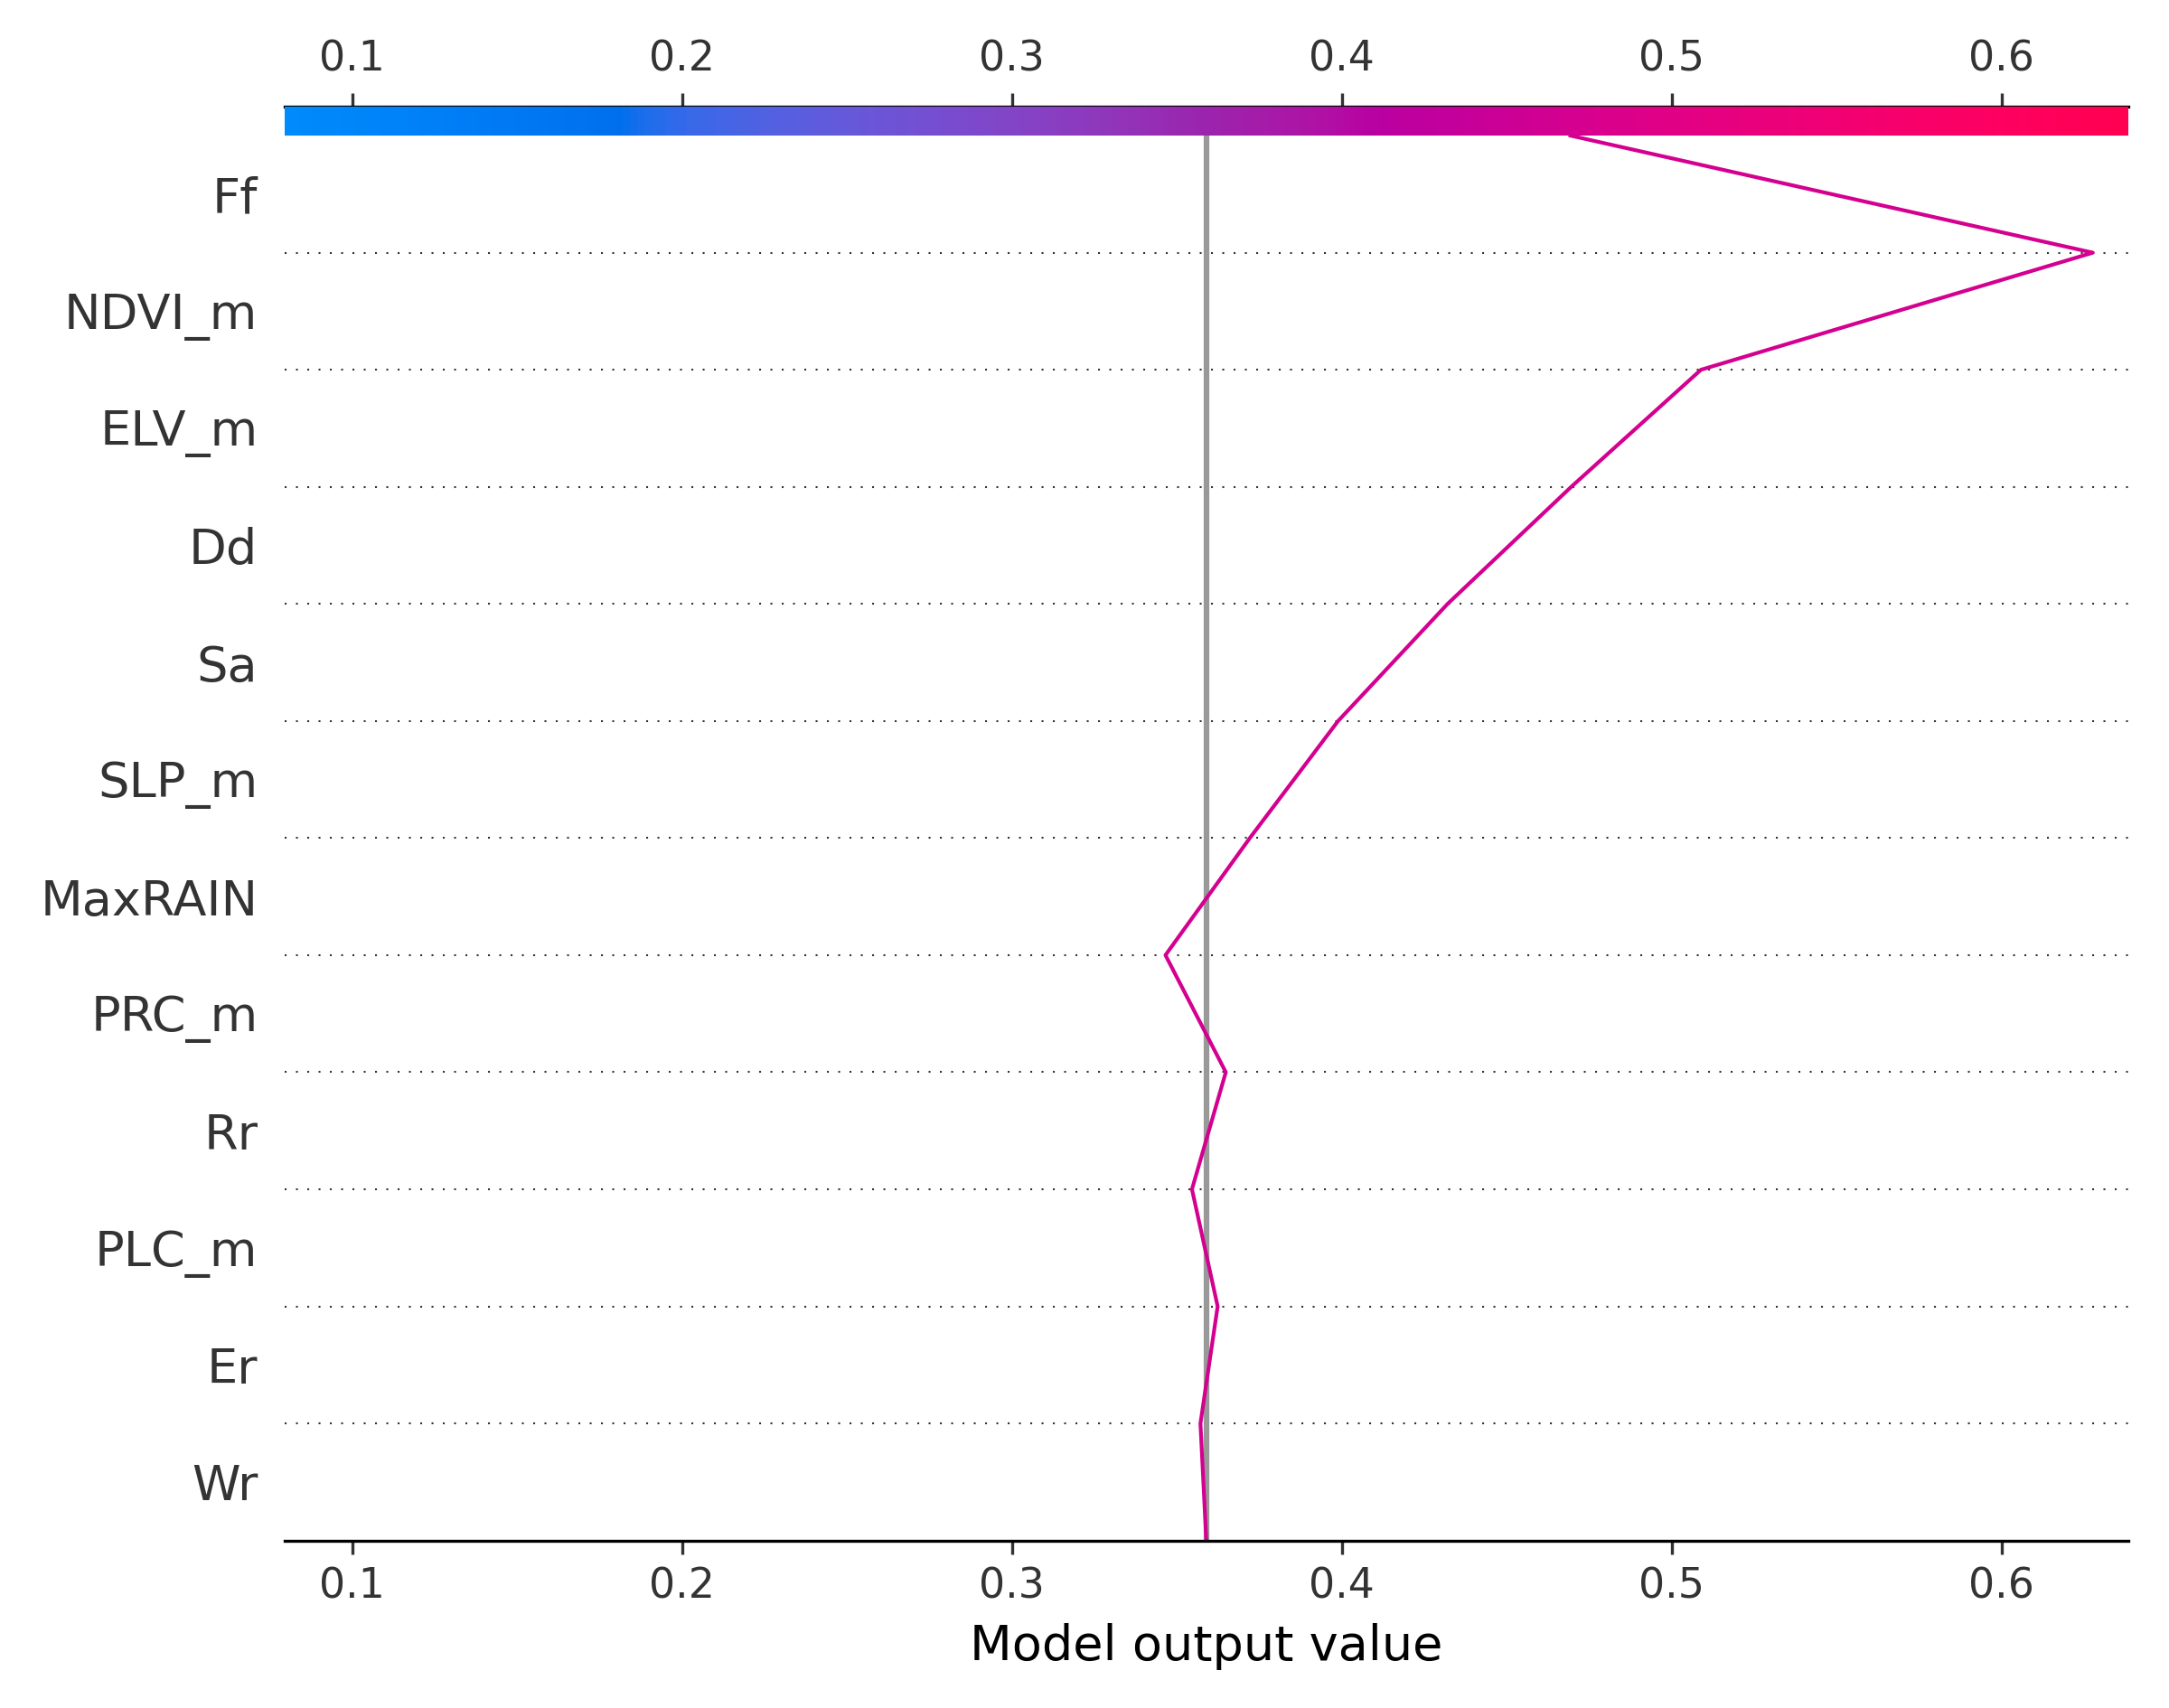 0.1 0.2 0.3 0.4 0.5 0.6
Ff
NDVI_m
ELV_m
Dd
Sa
SLP_m
MaxRAIN
PRC_m
Rr
PLC_m
Er
Wr
0.1 0.2 0.3 0.4 0.5 0.6
Model output value